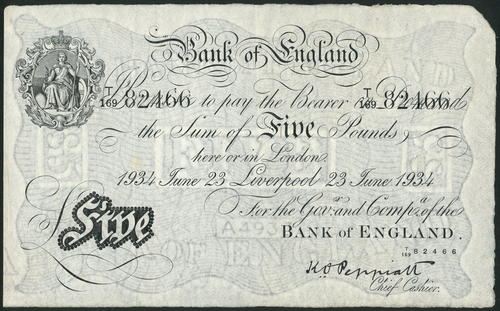 Bank of England
I Promise to pay the Bearer on Demand
T/169 82466 T/169 82466
the Sum of Five Pounds
here or in London.
1934 June 23 Liverpool 23 June 1934
For the Gov.r and Comp.a of the
BANK OF ENGLAND.
T/169 82466
Five
K O Peppiatt
Chief Cashier.